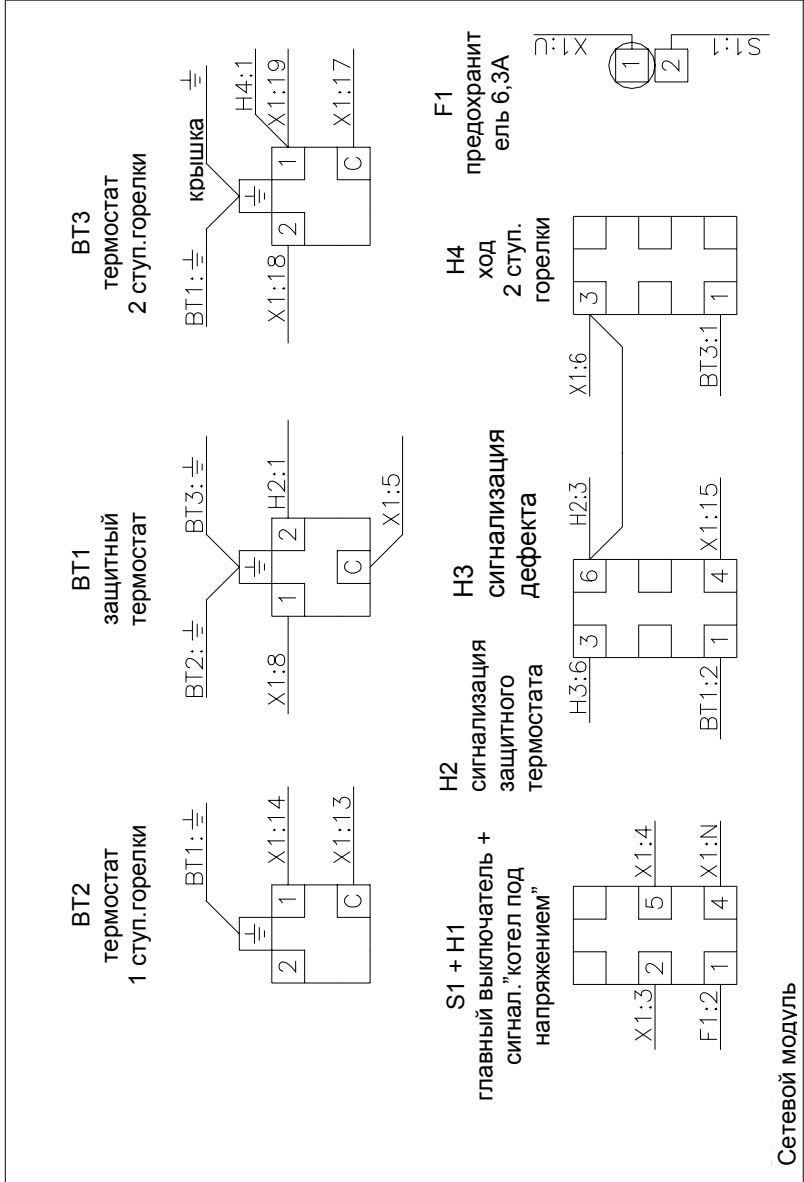 BT2
термостат
1 ступ.горелки
BT1:
2
1
C
X1:14
X1:13
BT1
защитный
термостат
BT2:
BT3:
1
2
C
X1:8
H2:1
X1:5
BT3
термостат
2 ступ.горелки
BT1:
крышка
2
1
C
X1:18
H4:1
X1:19
X1:17
S1 + H1
главный выключатель +
сигнал."котел под
напряжением"
X1:3
F1:2
2
5
1
4
X1:4
X1:N
H2
сигнализация
защитного
термостата
H3
сигнализация
дефекта
H3:6
BT1:2
3
6
1
4
H2:3
X1:15
H4
ход
2 ступ.
горелки
X1:6
BT3:1
3
1
F1
предохранит
ель 6,3А
X1:U
1
2
S1:1
Сетевой модуль